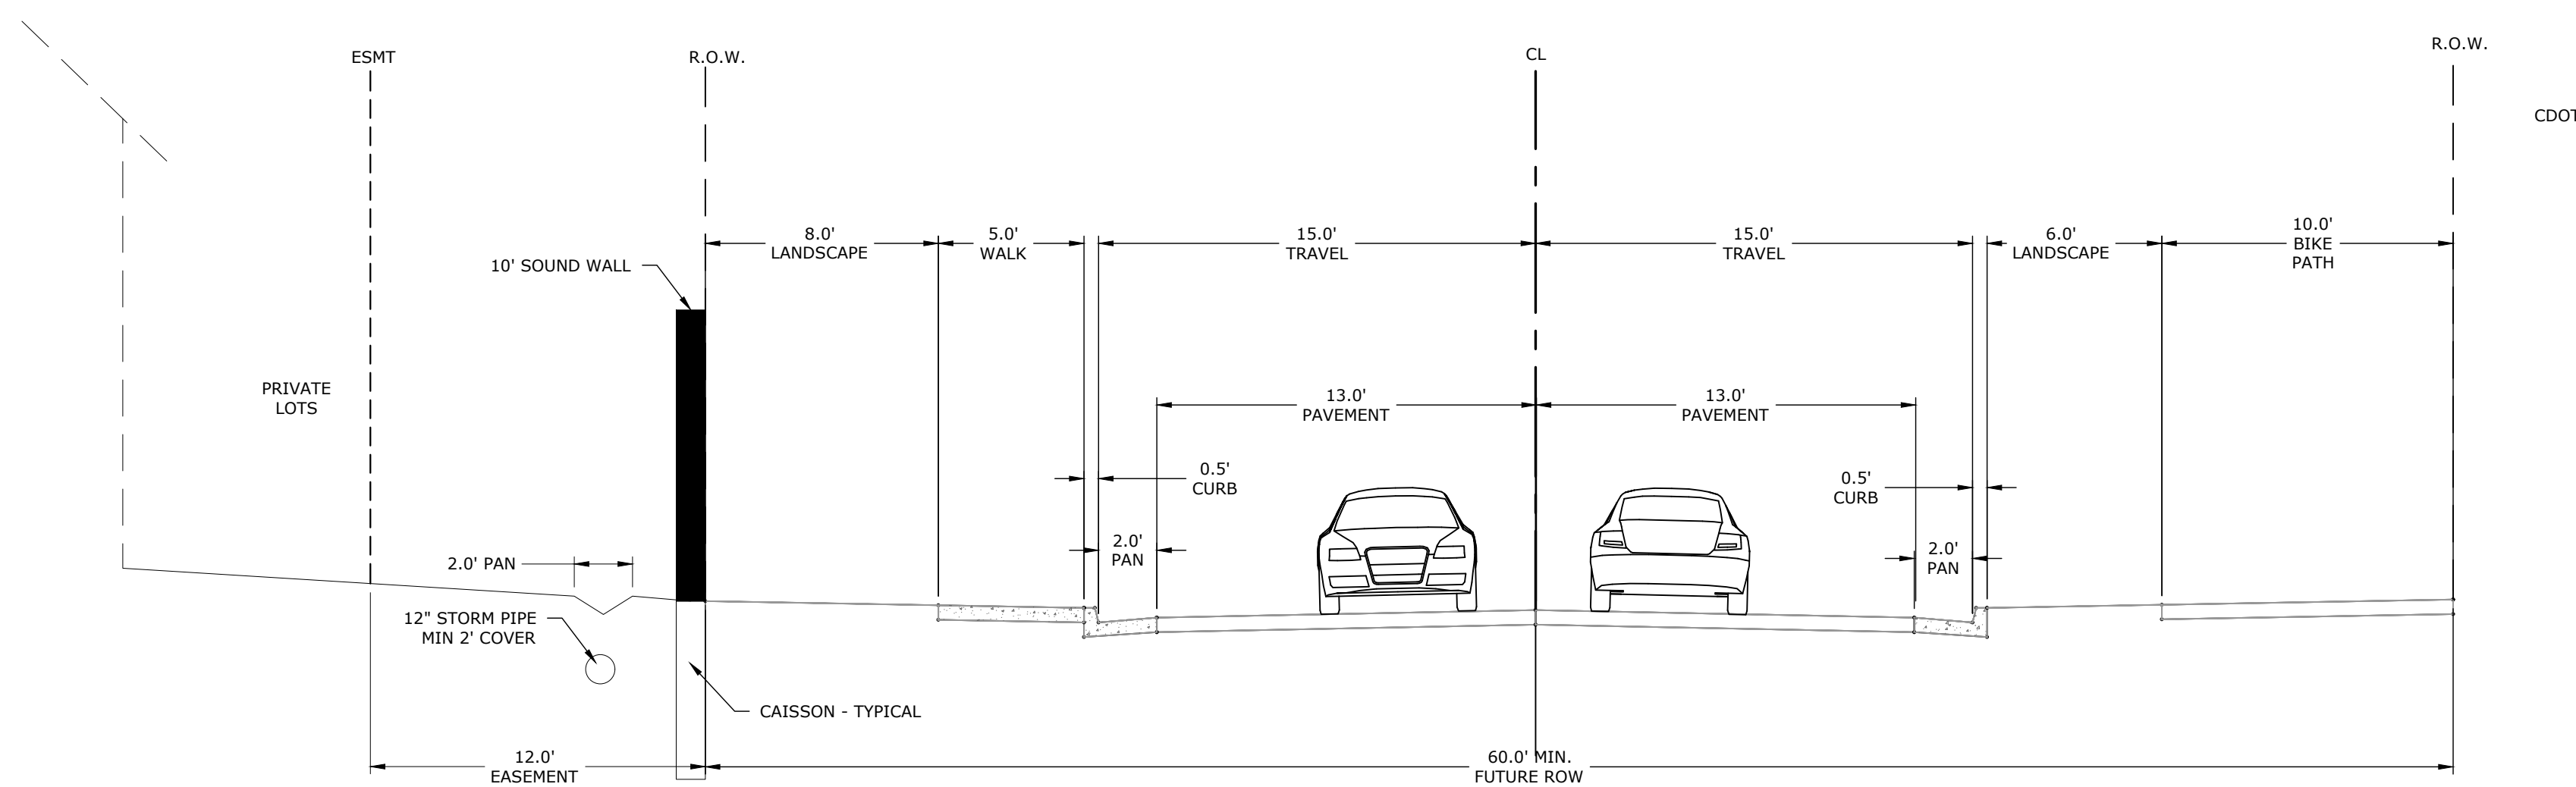 ESMT
R.O.W.
CL
R.O.W.
CDOT
8.0'
LANDSCAPE
5.0'
WALK
15.0'
TRAVEL
15.0'
TRAVEL
6.0'
LANDSCAPE
10.0'
BIKE
PATH
10' SOUND WALL
PRIVATE
LOTS
13.0'
PAVEMENT
13.0'
PAVEMENT
0.5'
CURB
0.5'
CURB
2.0'
PAN
2.0'
PAN
2.0' PAN
12" STORM PIPE
MIN 2' COVER
CAISSON - TYPICAL
12.0'
EASEMENT
60.0' MIN.
FUTURE ROW